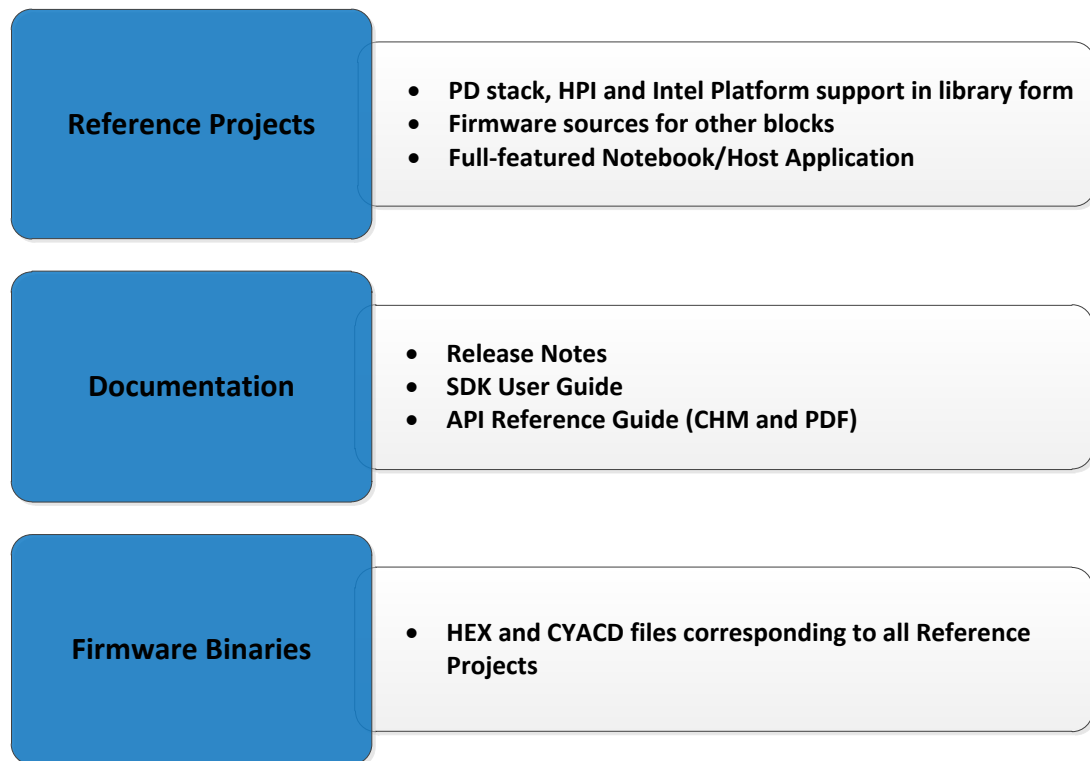 Reference Projects
• PD stack, HPI and Intel Platform support in library form
• Firmware sources for other blocks
• Full-featured Notebook/Host Application
Documentation
• Release Notes
• SDK User Guide
• API Reference Guide (CHM and PDF)
Firmware Binaries
• HEX and CYACD files corresponding to all Reference
Projects